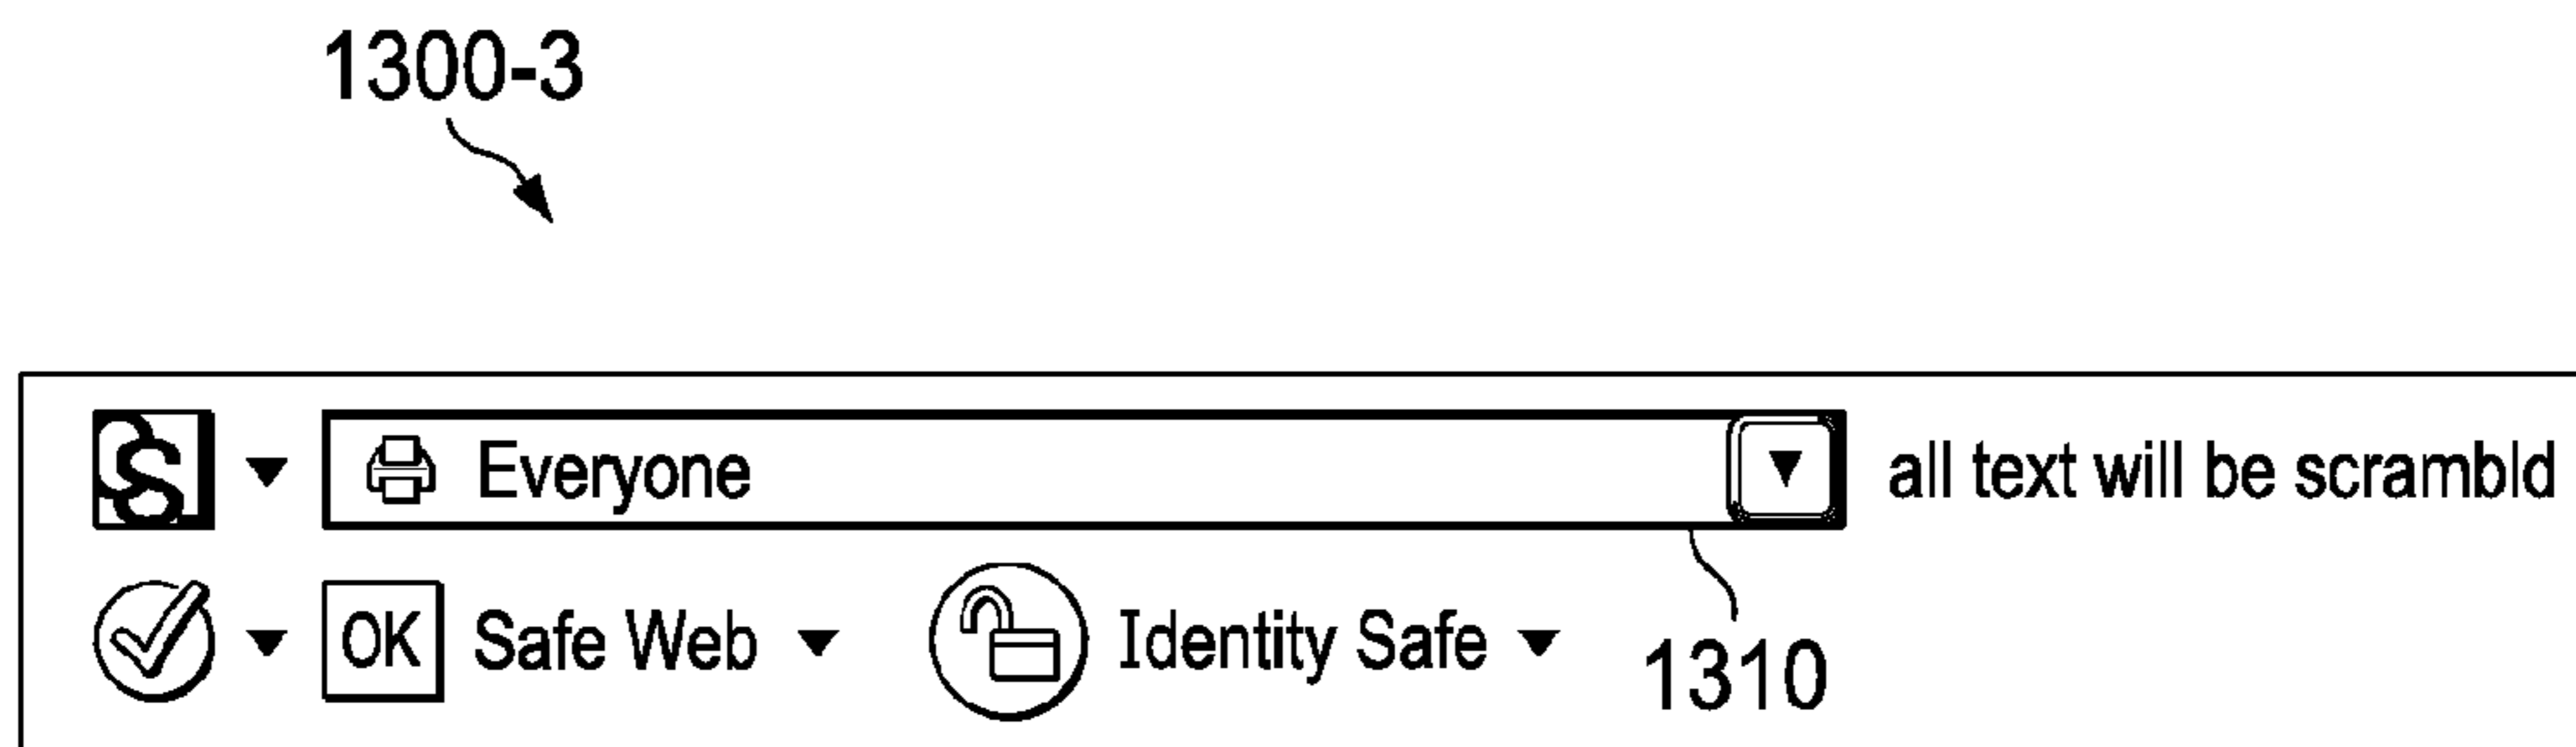 1300-3
Everyone all text will be scrambld
OK Safe Web Identity Safe
1310